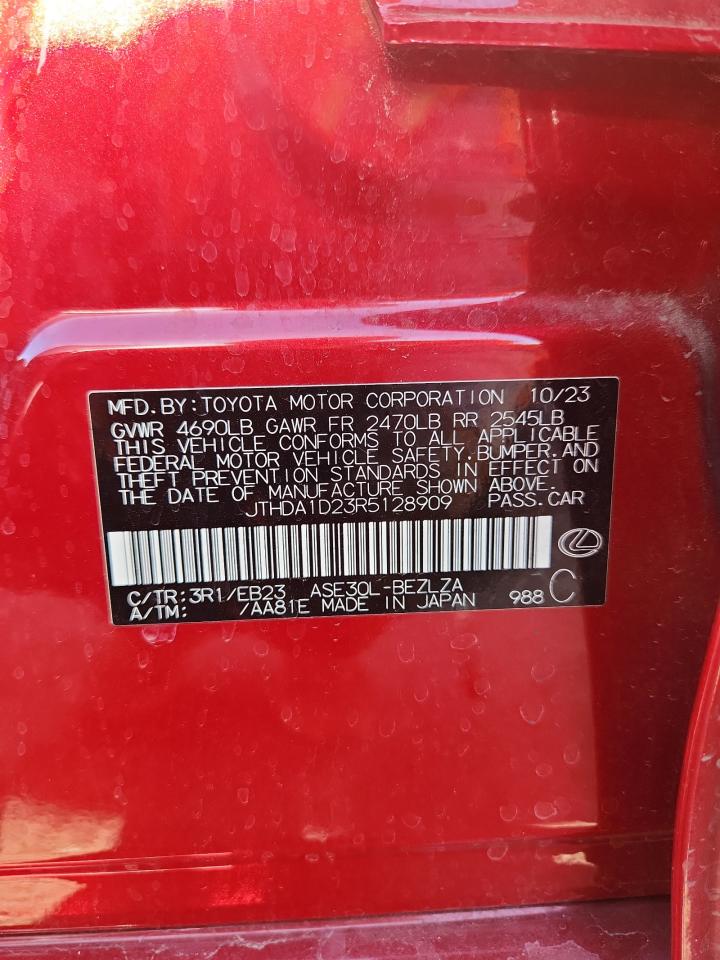 MFD.BY:TOYOTA MOTOR CORPORATION 10/23
GVWR 4690LB GAWR FR 2470LB RR 2545LB
THIS VEHICLE CONFORMS TO ALL APPLICABLE
FEDERAL MOTOR VEHICLE SAFETY,BUMPER,AND
THEFT PREVENTION STANDARDS IN EFFECT ON
THE DATE OF MANUFACTURE SHOWN ABOVE.
JTHDA1D23R5128909 PASS.CAR
C/TR:3R1/EB23 ASE30L-BEZLZA
A/TM: /AA81E MADE IN JAPAN 988 C